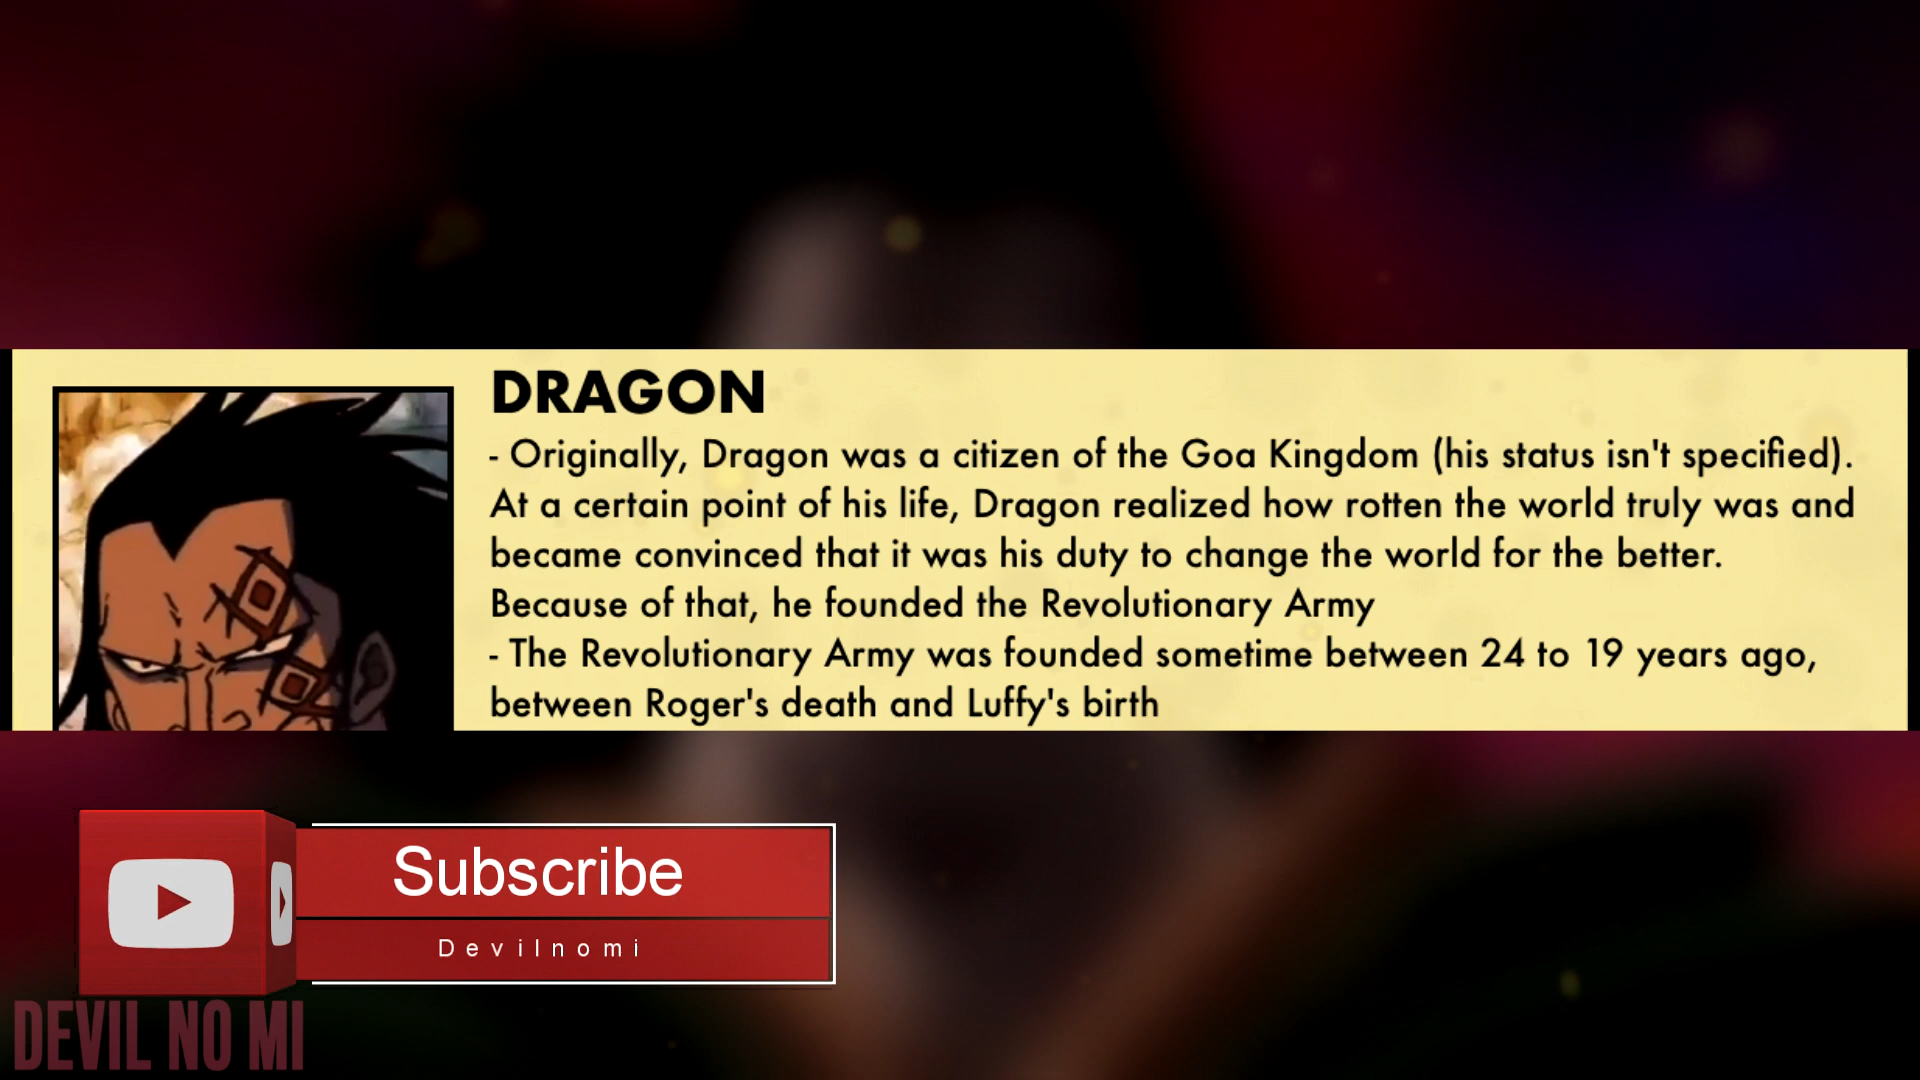 DRAGON
- Originally, Dragon was a citizen of the Goa Kingdom (his status isn't specified).
At a certain point of his life, Dragon realized how rotten the world truly was and
became convinced that it was his duty to change the world for the better.
Because of that, he founded the Revolutionary Army
- The Revolutionary Army was founded sometime between 24 to 19 years ago,
between Roger's death and Luffy's birth
Subscribe
Devilnomi
DEVIL NO MI